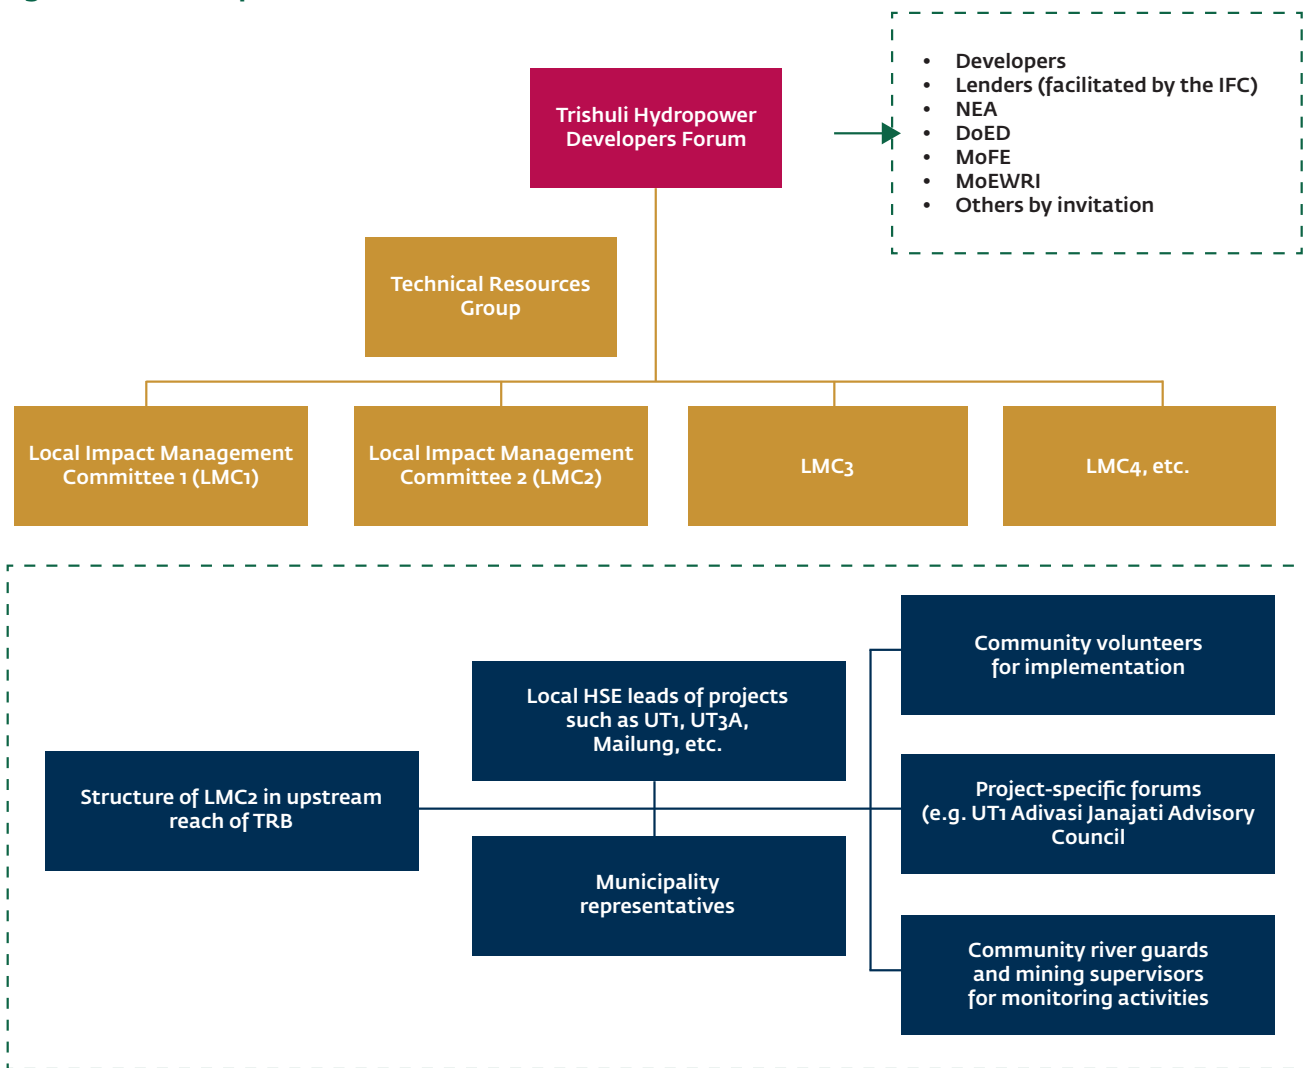 Trishuli Hydropower
Developers Forum
• Developers
• Lenders (facilitated by the IFC)
• NEA
• DoED
• MoFE
• MoEWRI
• Others by invitation
Technical Resources
Group
Local Impact Management
Committee 1 (LMC1)
Local Impact Management
Committee 2 (LMC2)
LMC3
LMC4, etc.
Structure of LMC2 in upstream
reach of TRB
Local HSE leads of projects
such as UT1, UT3A,
Mailung, etc.
Municipality
representatives
Community volunteers
for implementation
Project-specific forums
(e.g. UT1 Adivasi Janajati Advisory
Council
Community river guards
and mining supervisors
for monitoring activities